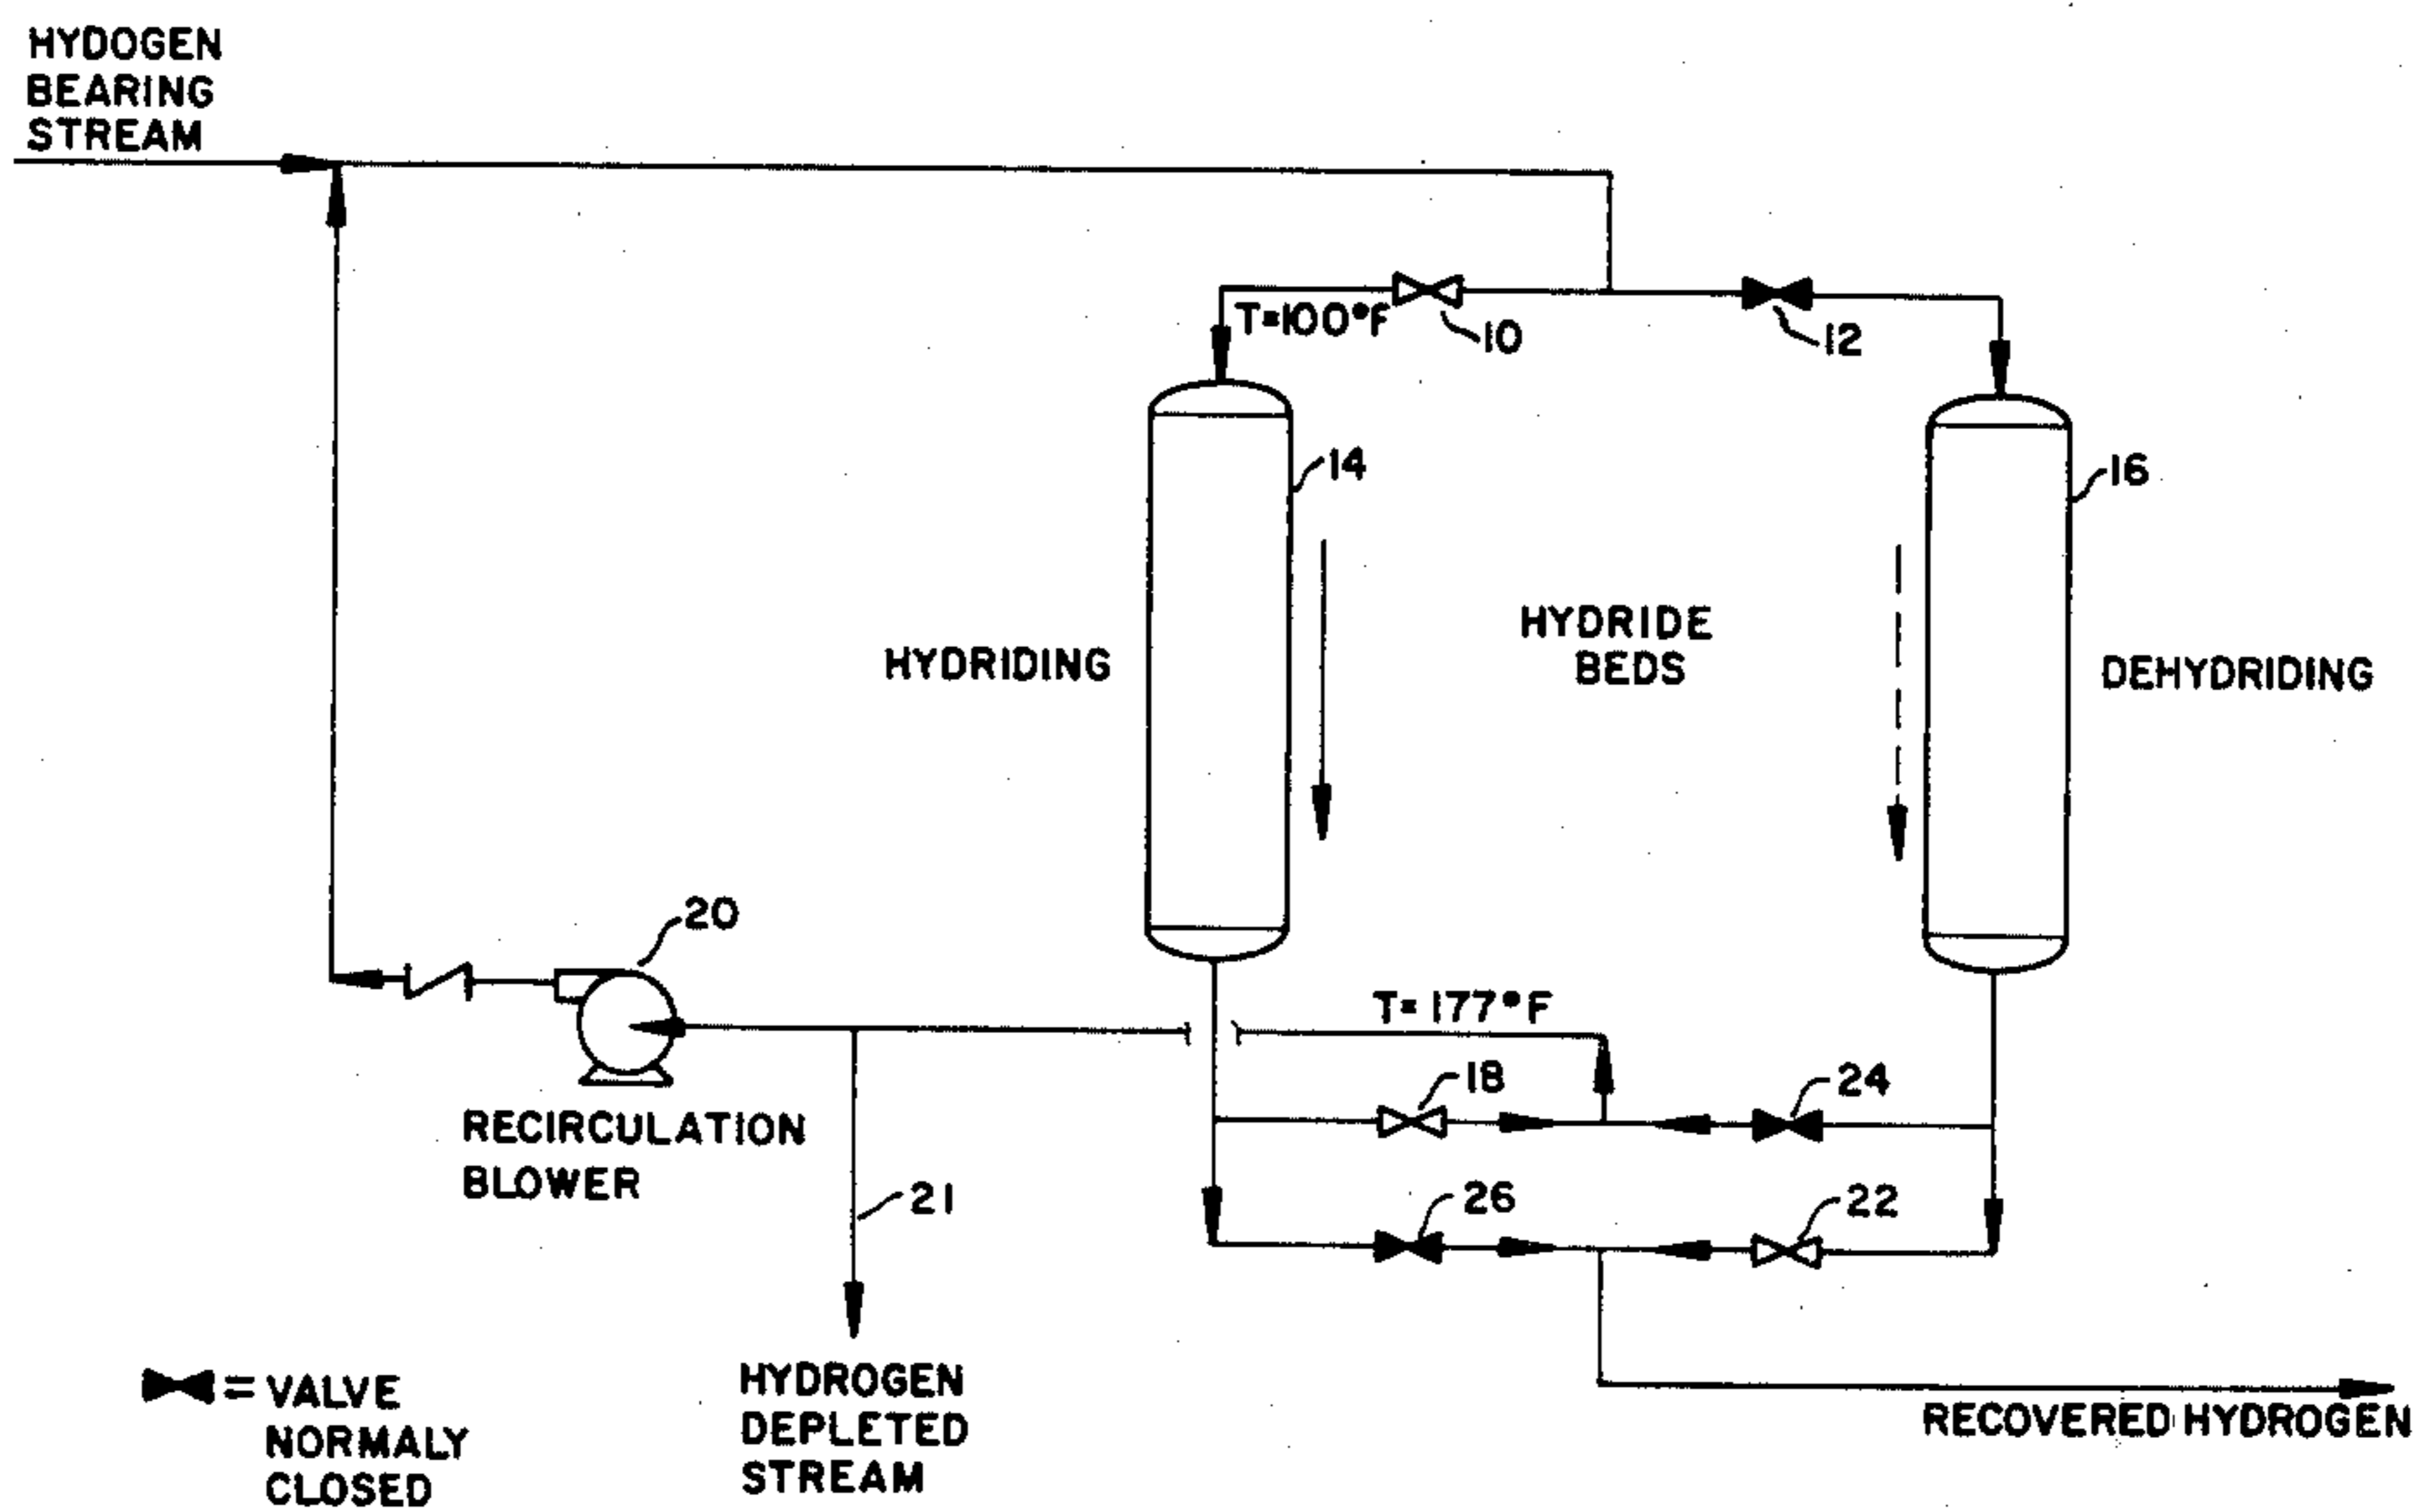 HYDOGEN
BEARING
STREAM
T=100°F
10
12
14
16
HYDRIDING
HYDRIDE
BEDS
DEHYDRIDING
20
T= 177°F
18
24
RECIRCULATION
BLOWER
21
26
22
= VALVE
NORMALY
CLOSED
HYDROGEN
DEPLETED
STREAM
RECOVERED HYDROGEN